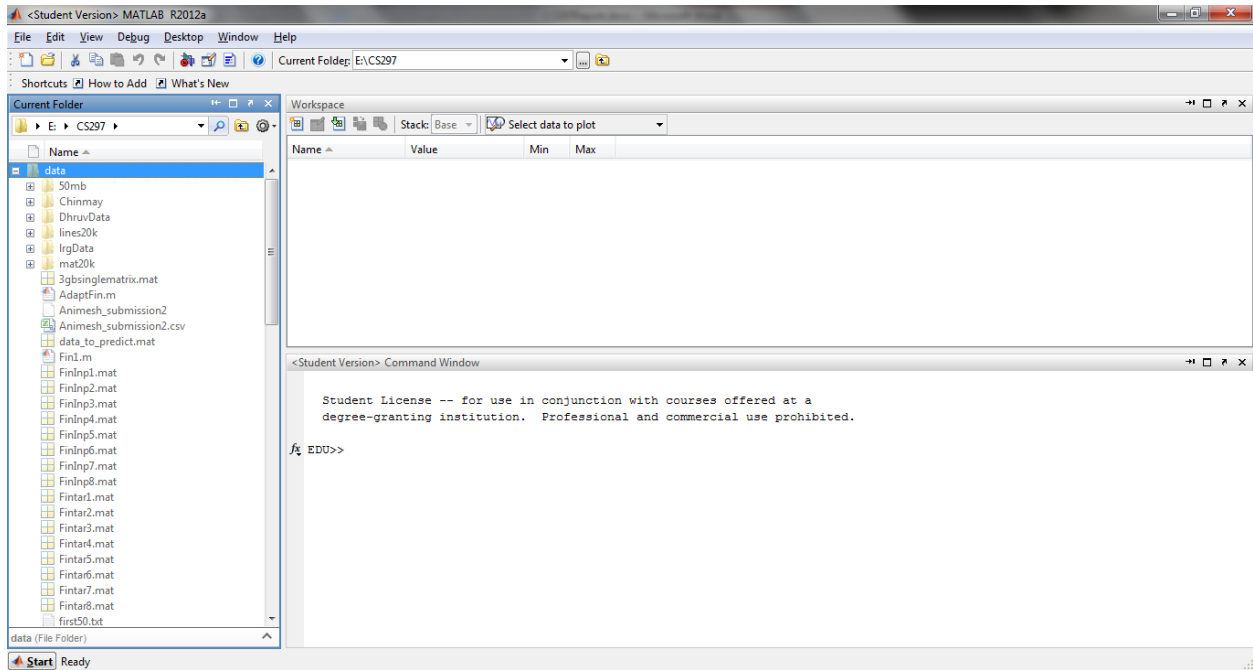 <Student Version> MATLAB R2012a
File Edit View Debug Desktop Window Help
Current Folder: E:\CS297
Shortcuts How to Add What's New
Current Folder
E: CS297
Name
data
50mb
Chinmay
DhruvData
lines20k
lrgData
mat20k
3gbsinglematrix.mat
AdaptFin.m
Animesh_submission2
Animesh_submission2.csv
data_to_predict.mat
Fin1.m
FinInp1.mat
FinInp2.mat
FinInp3.mat
FinInp4.mat
FinInp5.mat
FinInp6.mat
FinInp7.mat
FinInp8.mat
Fintar1.mat
Fintar2.mat
Fintar3.mat
Fintar4.mat
Fintar5.mat
Fintar6.mat
Fintar7.mat
Fintar8.mat
first50.txt
data (File Folder)
Workspace
Stack: Base Select data to plot
Name Value Min Max
<Student Version> Command Window
Student License -- for use in conjunction with courses offered at a
degree-granting institution. Professional and commercial use prohibited.
fx EDU>>
Start Ready